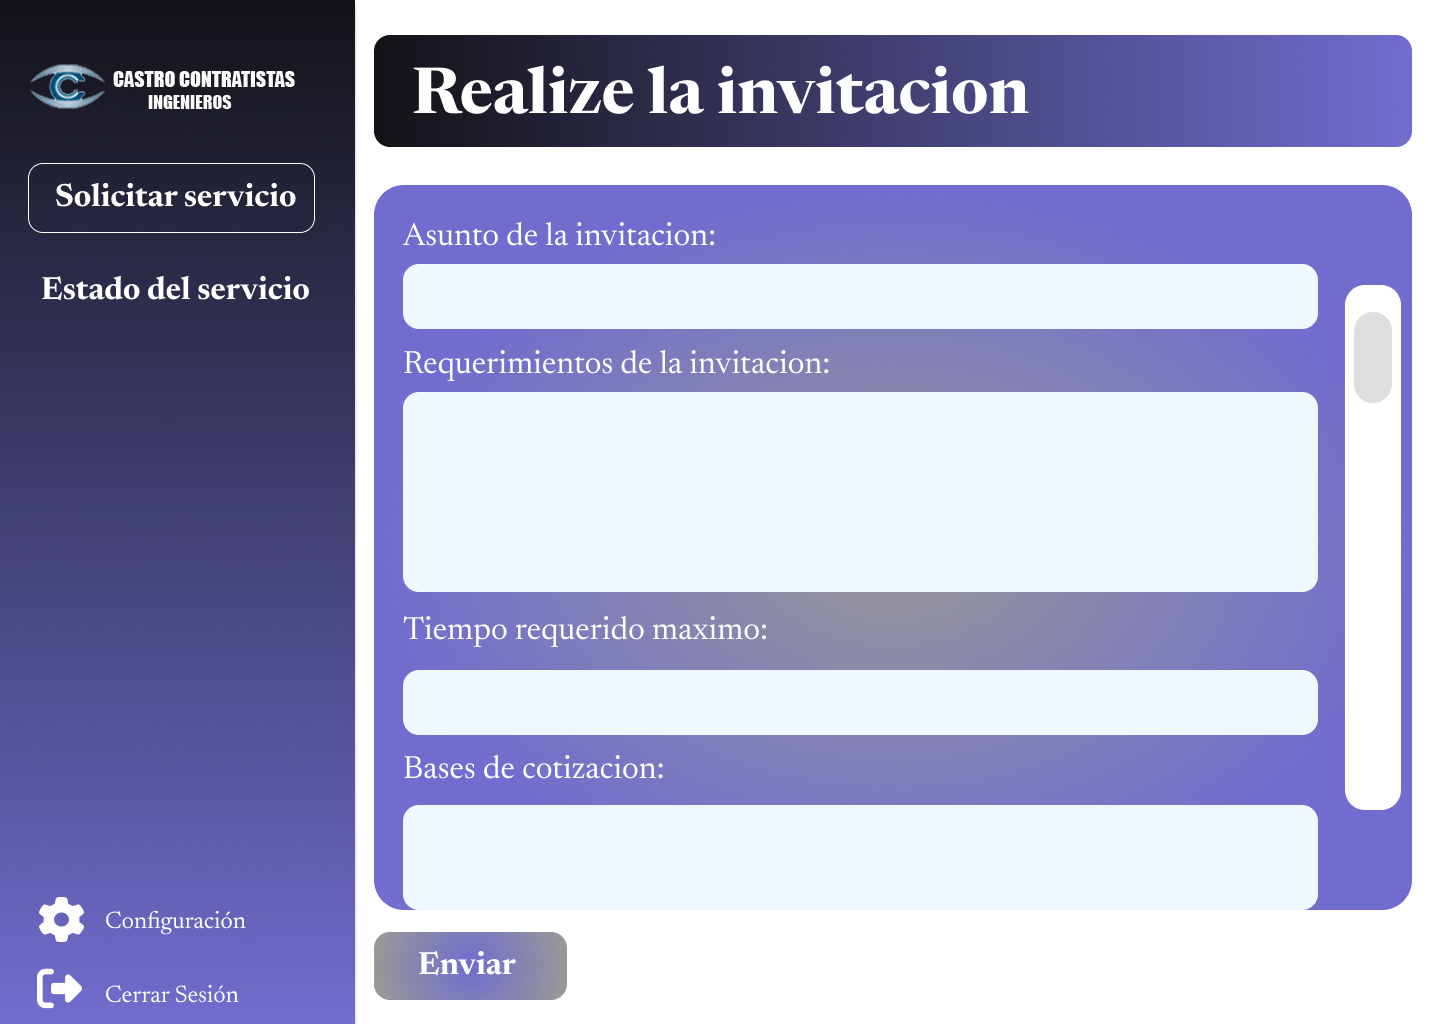 CASTRO CONTRATISTAS
INGENIEROS
Solicitar servicio
Estado del servicio
Configuración
Cerrar Sesión
Realize la invitacion
Asunto de la invitacion:
Requerimientos de la invitacion:
Tiempo requerido maximo:
Bases de cotizacion:
Enviar